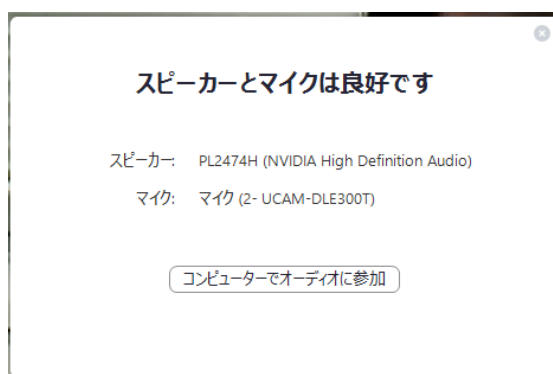 スピーカーとマイクは良好です
スピーカー: PL2474H (NVIDIA High Definition Audio)
マイク: マイク (2- UCAM-DLE300T)
コンピューターでオーディオに参加